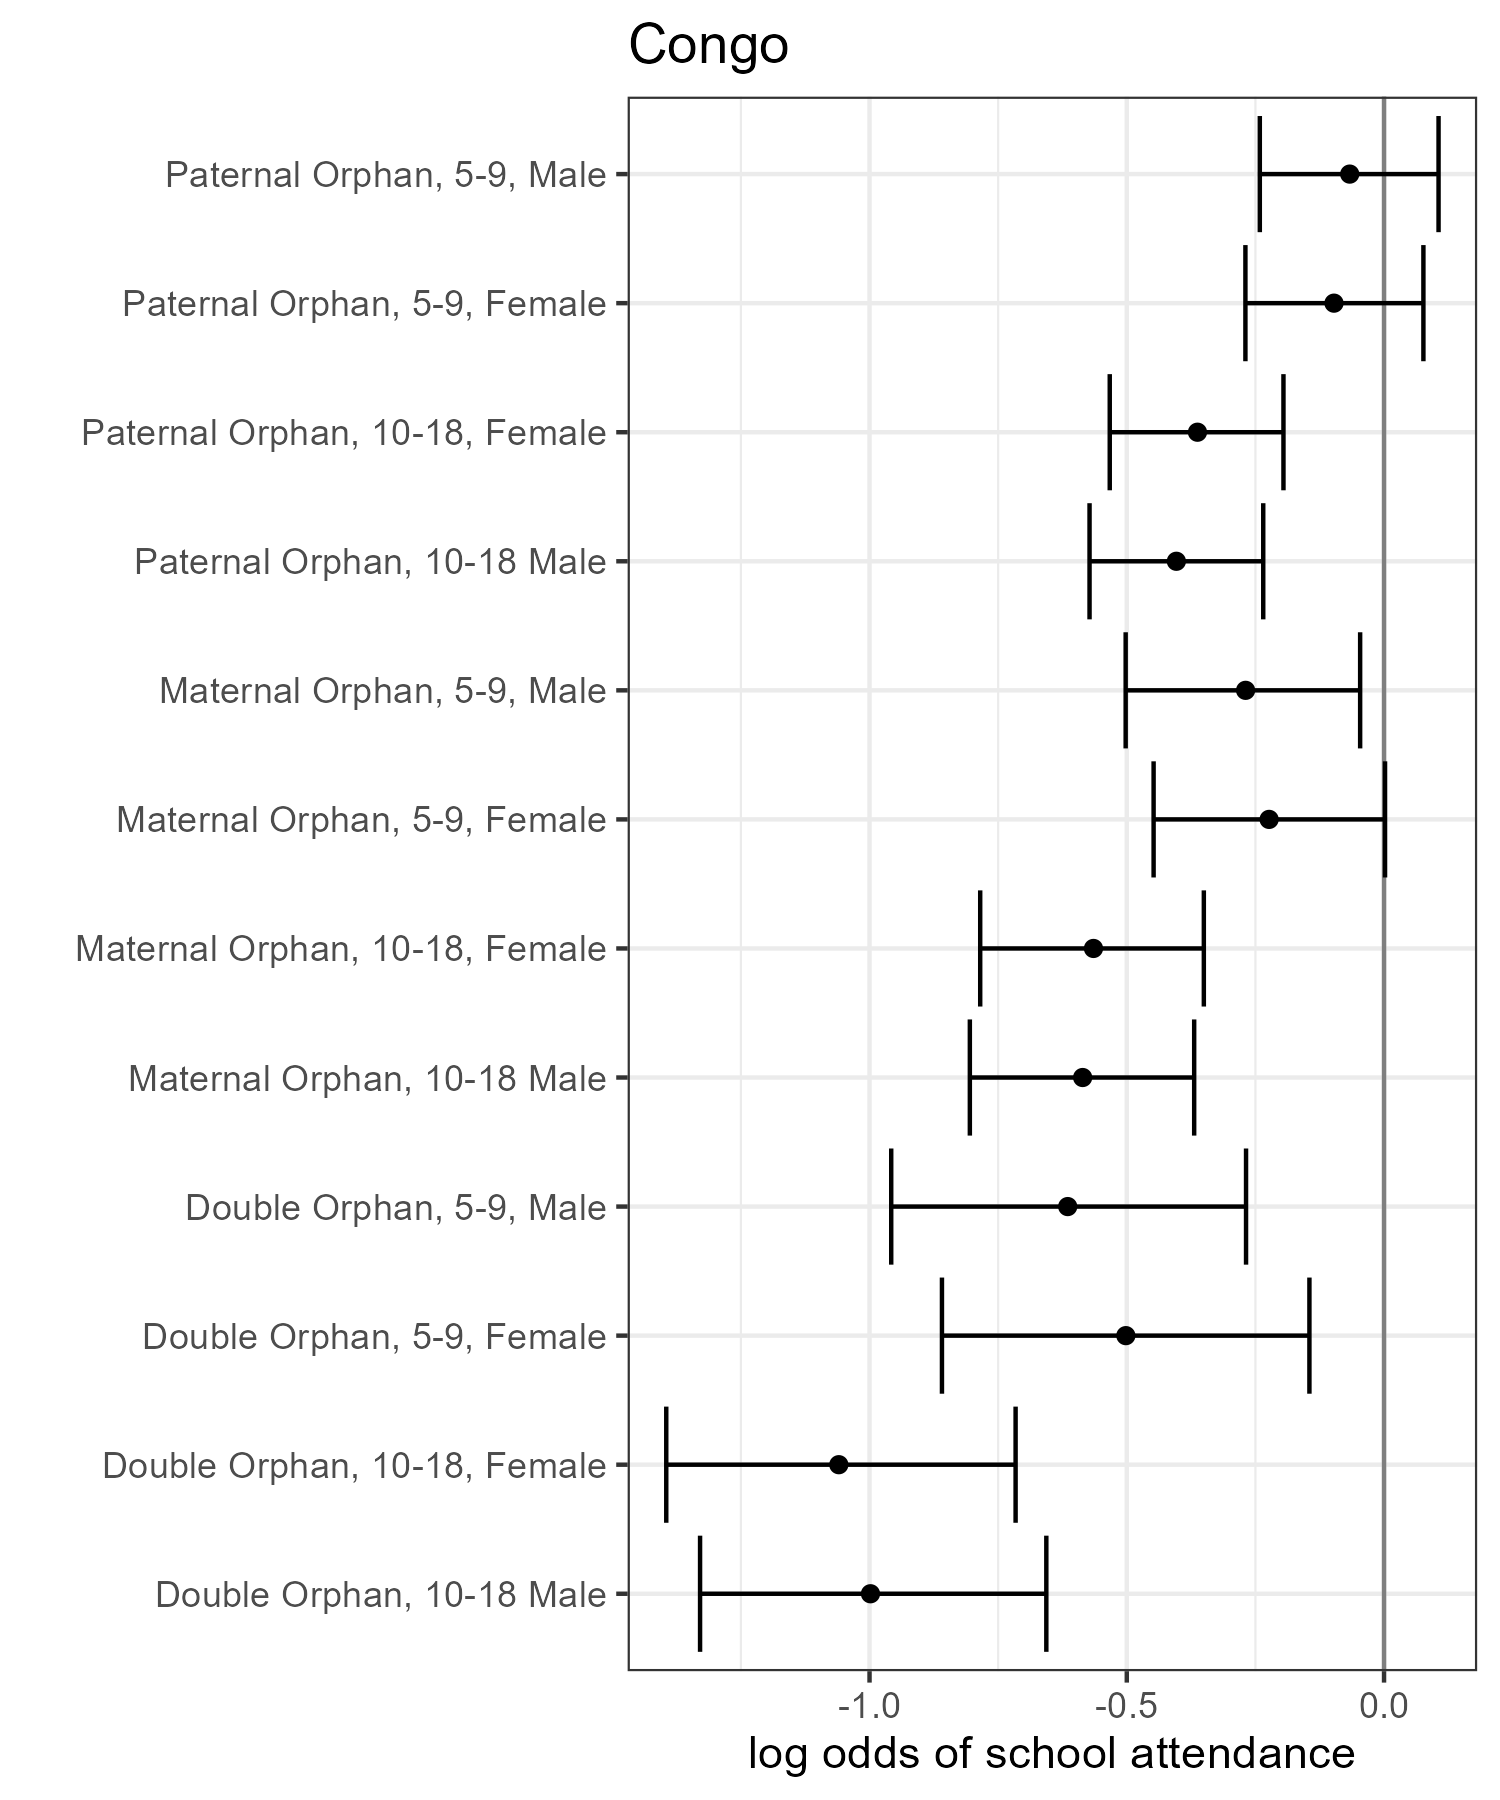 Congo
Paternal Orphan, 5-9, Male
Paternal Orphan, 5-9, Female
Paternal Orphan, 10-18, Female
Paternal Orphan, 10-18 Male
Maternal Orphan, 5-9, Male
Maternal Orphan, 5-9, Female
Maternal Orphan, 10-18, Female
Maternal Orphan, 10-18 Male
Double Orphan, 5-9, Male
Double Orphan, 5-9, Female
Double Orphan, 10-18, Female
Double Orphan, 10-18 Male
-1.0 -0.5 0.0
log odds of school attendance